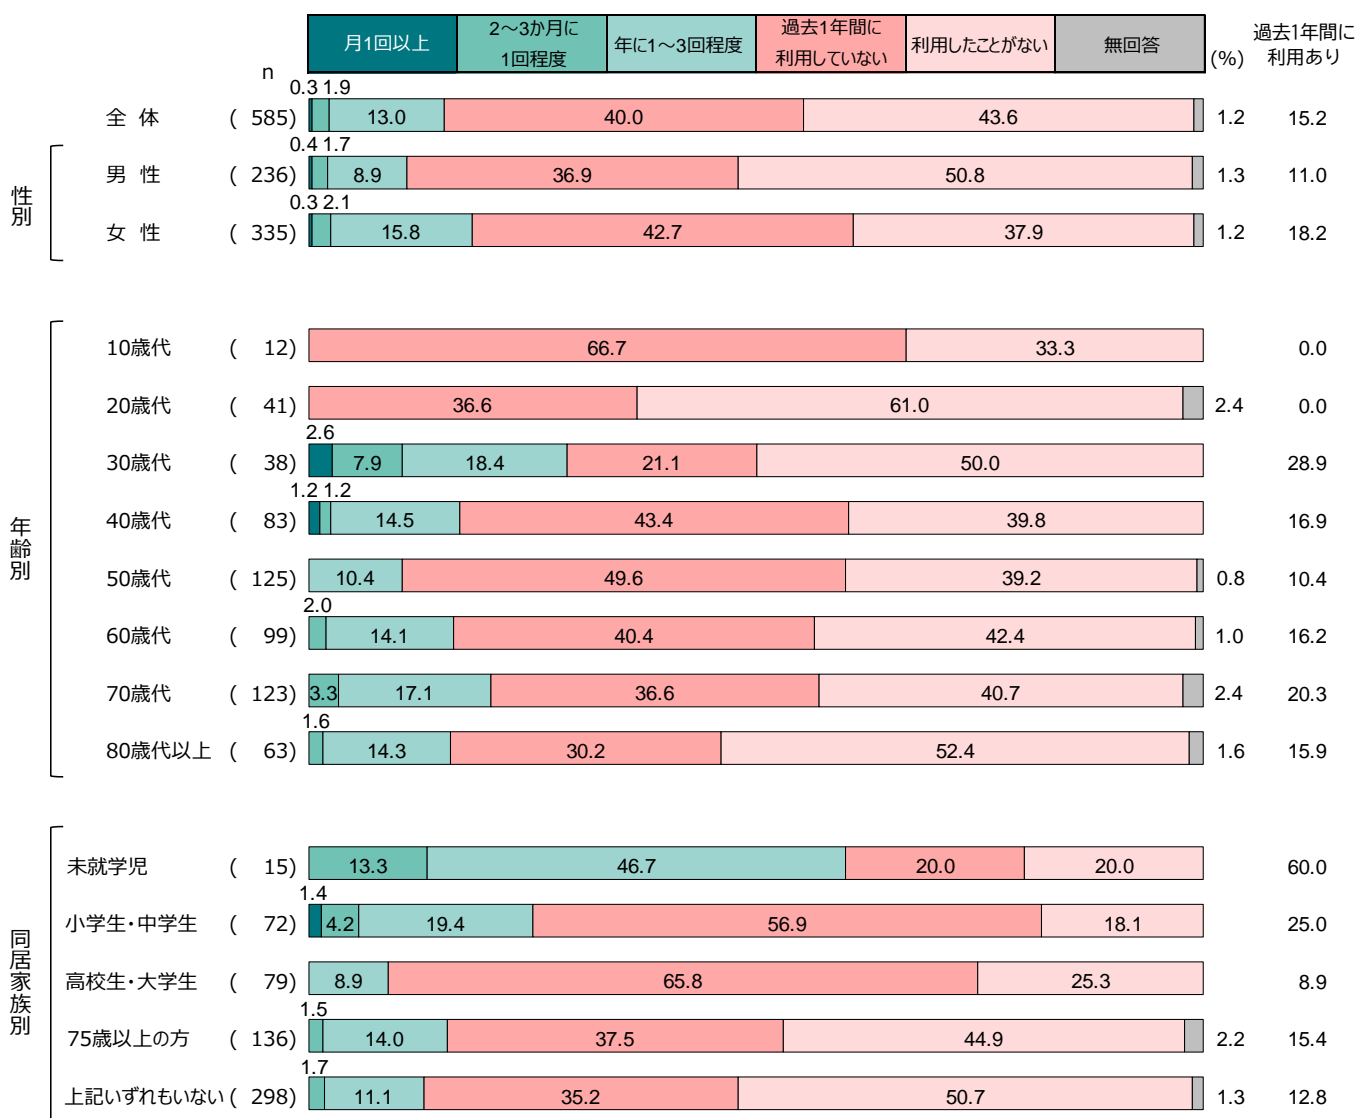 月1回以上
2～3か月に
1回程度
年に1～3回程度
過去1年間に
利用していない
利用したことがない
無回答
(%)
過去1年間に
利用あり
n
0.3 1.9
全 体 ( 585) 13.0 40.0 43.6 1.2 15.2
性別
0.4 1.7
男 性 ( 236) 8.9 36.9 50.8 1.3 11.0
0.3 2.1
女 性 ( 335) 15.8 42.7 37.9 1.2 18.2
年齢別
10歳代 ( 12) 66.7 33.3 0.0
20歳代 ( 41) 36.6 61.0 2.4 0.0
2.6
30歳代 ( 38) 7.9 18.4 21.1 50.0 28.9
1.2 1.2
40歳代 ( 83) 14.5 43.4 39.8 16.9
50歳代 ( 125) 10.4 49.6 39.2 0.8 10.4
2.0
60歳代 ( 99) 14.1 40.4 42.4 1.0 16.2
70歳代 ( 123) 3.3 17.1 36.6 40.7 2.4 20.3
1.6
80歳代以上 ( 63) 14.3 30.2 52.4 1.6 15.9
同居家族別
未就学児 ( 15) 13.3 46.7 20.0 20.0 60.0
1.4
小学生・中学生 ( 72) 4.2 19.4 56.9 18.1 25.0
高校生・大学生 ( 79) 8.9 65.8 25.3 8.9
1.5
75歳以上の方 ( 136) 14.0 37.5 44.9 2.2 15.4
1.7
上記いずれもいない ( 298) 11.1 35.2 50.7 1.3 12.8